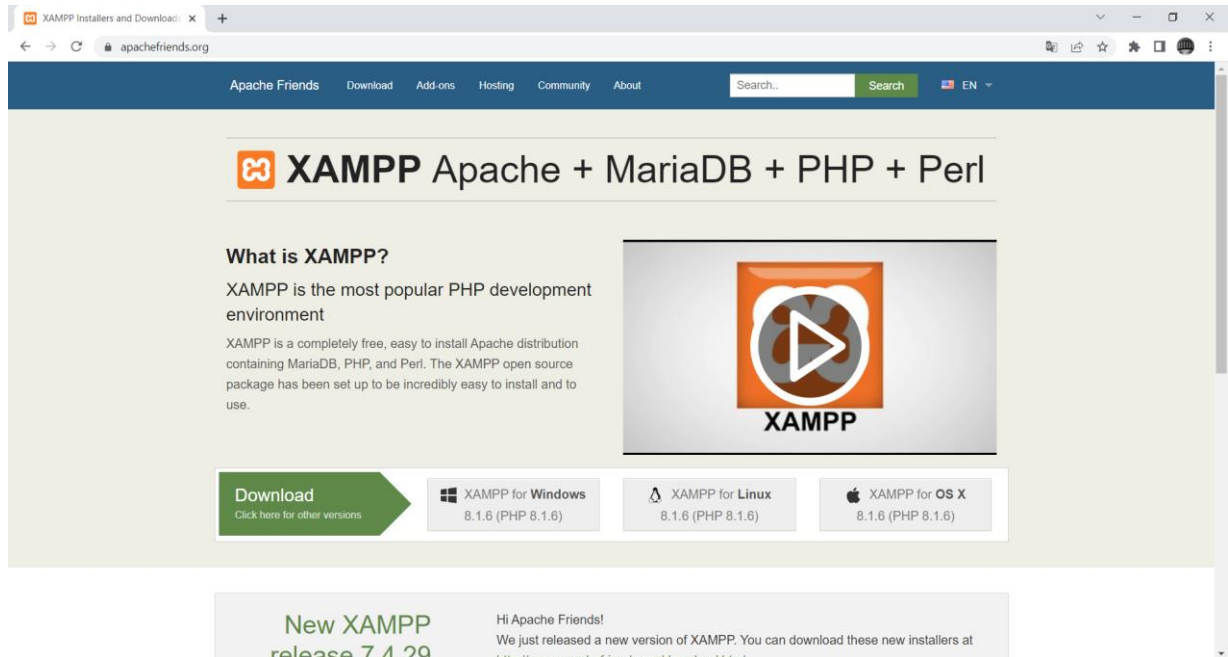 XAMPP Installers and Download
apachefriends.org
Apache Friends Download Add-ons Hosting Community About Search.. Search EN
XAMPP Apache + MariaDB + PHP + Perl
What is XAMPP?
XAMPP is the most popular PHP development
environment
XAMPP is a completely free, easy to install Apache distribution
containing MariaDB, PHP, and Perl. The XAMPP open source
package has been set up to be incredibly easy to install and to
use.
XAMPP
Download
Click here for other versions
XAMPP for Windows
8.1.6 (PHP 8.1.6)
XAMPP for Linux
8.1.6 (PHP 8.1.6)
XAMPP for OS X
8.1.6 (PHP 8.1.6)
New XAMPP
release 7.4.29
Hi Apache Friends!
We just released a new version of XAMPP. You can download these new installers at